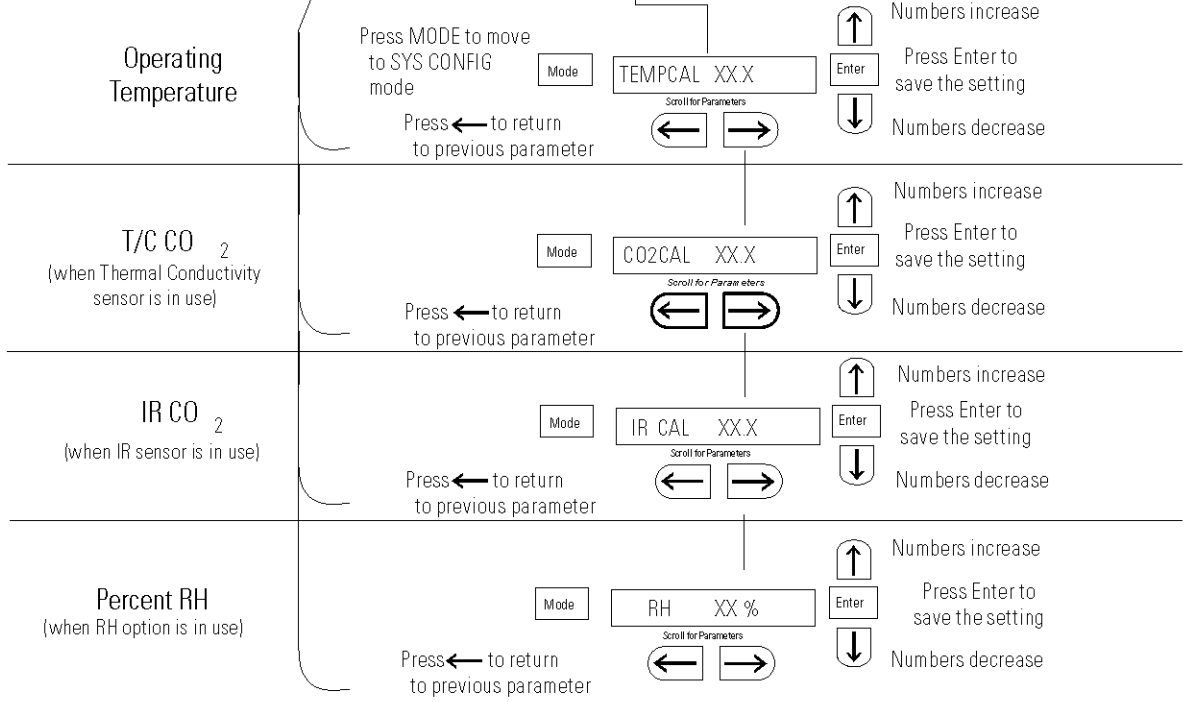 Numbers increase
Press MODE to move
to SYS CONFIG
mode
Operating
Temperature
Mode
TEMPCAL XX.X
Enter
Press Enter to
save the setting
Scroll for Parameters
Press to return
to previous parameter
Numbers decrease
Numbers increase
T/C CO 2
(when Thermal Conductivity
sensor is in use)
Mode
CO2CAL XX.X
Enter
Press Enter to
save the setting
Scroll for Parameters
Press to return
to previous parameter
Numbers decrease
Numbers increase
IR CO 2
(when IR sensor is in use)
Mode
IR CAL XX.X
Enter
Press Enter to
save the setting
Scroll for Parameters
Press to return
to previous parameter
Numbers decrease
Numbers increase
Percent RH
(when RH option is in use)
Mode
RH XX %
Enter
Press Enter to
save the setting
Scroll for Parameters
Press to return
to previous parameter
Numbers decrease